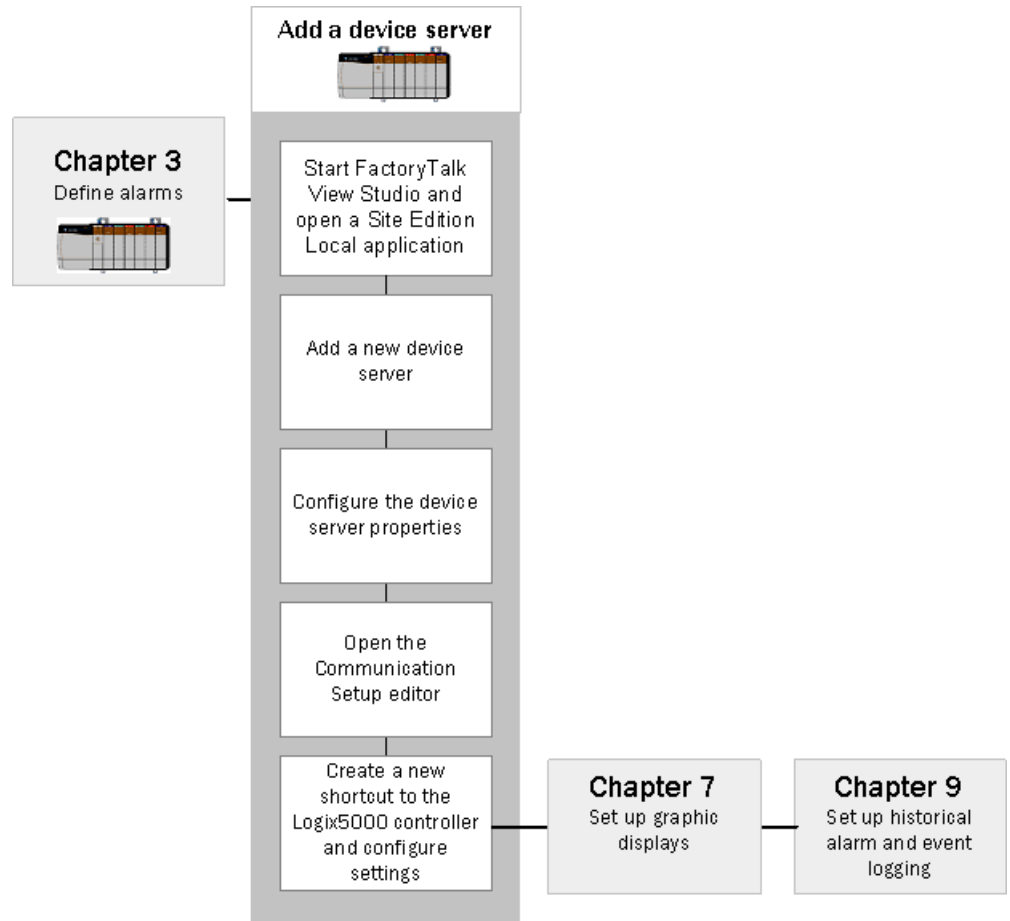 Add a device server
Chapter 3
Define alarms
Start FactoryTalk
View Studio and
open a Site Edition
Local application
Add a new device
server
Configure the device
server properties
Open the
Communication
Setup editor
Create a new
shortcut to the
Logix5000 controller
and configure
settings
Chapter 7
Set up graphic
displays
Chapter 9
Set up historical
alarm and event
logging